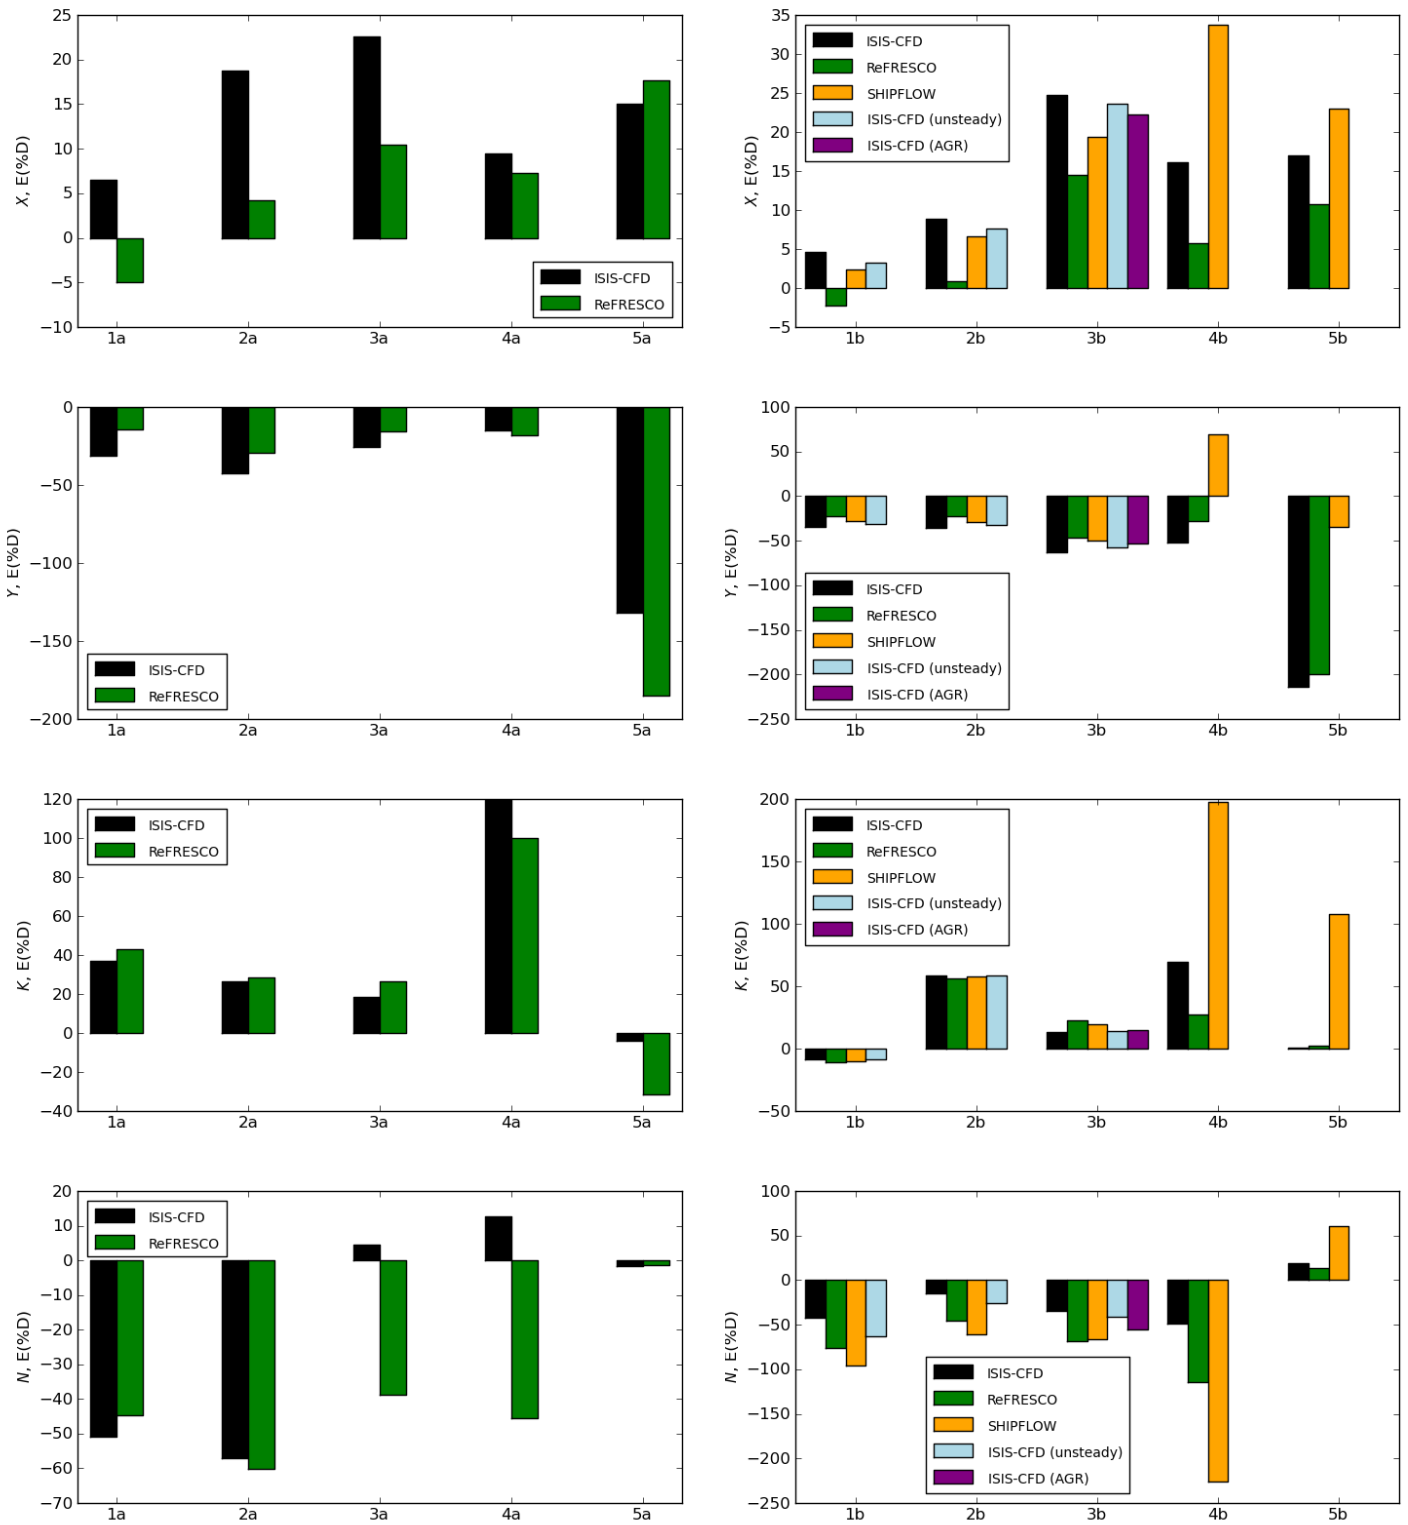 25
20
15
10
5
0
−5
−10
X, E(%D)
ISIS-CFD
ReFRESCO
1a 2a 3a 4a 5a
35
30
25
20
15
10
5
0
−5
X, E(%D)
ISIS-CFD
ReFRESCO
SHIPFLOW
ISIS-CFD (unsteady)
ISIS-CFD (AGR)
1b 2b 3b 4b 5b
0
−50
−100
−150
−200
Y, E(%D)
ISIS-CFD
ReFRESCO
1a 2a 3a 4a 5a
100
50
0
−50
−100
−150
−200
−250
Y, E(%D)
ISIS-CFD
ReFRESCO
SHIPFLOW
ISIS-CFD (unsteady)
ISIS-CFD (AGR)
1b 2b 3b 4b 5b
120
100
80
60
40
20
0
−20
−40
K, E(%D)
ISIS-CFD
ReFRESCO
1a 2a 3a 4a 5a
200
150
100
50
0
−50
K, E(%D)
ISIS-CFD
ReFRESCO
SHIPFLOW
ISIS-CFD (unsteady)
ISIS-CFD (AGR)
1b 2b 3b 4b 5b
20
10
0
−10
−20
−30
−40
−50
−60
−70
N, E(%D)
ISIS-CFD
ReFRESCO
1a 2a 3a 4a 5a
100
50
0
−50
−100
−150
−200
−250
N, E(%D)
ISIS-CFD
ReFRESCO
SHIPFLOW
ISIS-CFD (unsteady)
ISIS-CFD (AGR)
1b 2b 3b 4b 5b